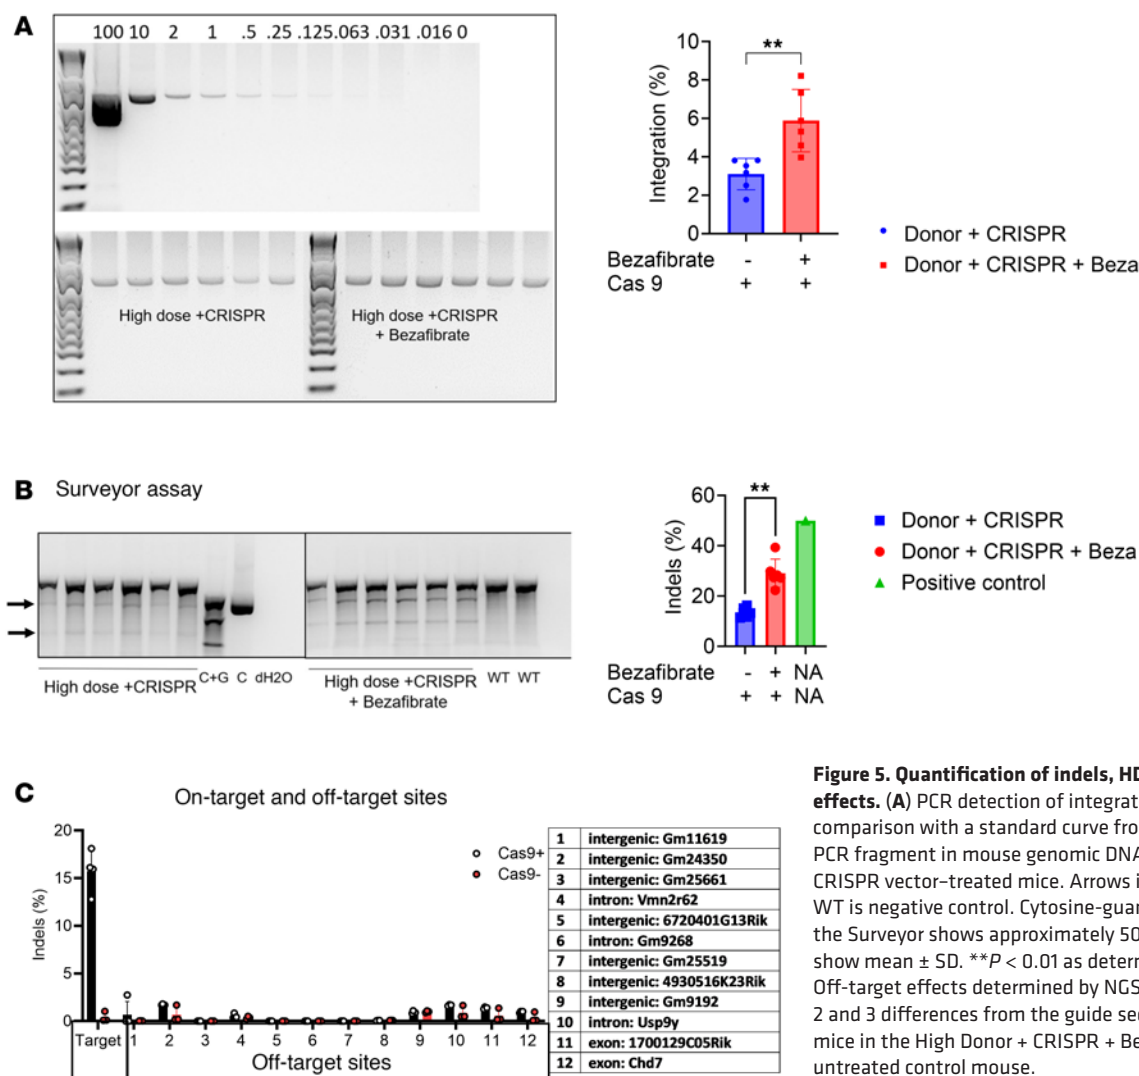 A
100 10 2 1 .5 .25 .125 .063 .031 .016 0
High dose +CRISPR
High dose +CRISPR
+ Bezafibrate
10
8
6
4
2
0
Integration (%)
**
Bezafibrate - +
Cas 9 + +
Donor + CRISPR
Donor + CRISPR + Beza
B Surveyor assay
High dose +CRISPR C+G C dH2O
High dose +CRISPR WT WT
+ Bezafibrate
60
40
20
0
Indels (%)
**
Bezafibrate - + NA
Cas 9 + + NA
Donor + CRISPR
Donor + CRISPR + Beza
Positive control
C
On-target and off-target sites
20
15
10
5
0
Indels (%)
Cas9+
Cas9-
Target 1 2 3 4 5 6 7 8 9 10 11 12
Off-target sites
1 intergenic: Gm11619
2 intergenic: Gm24350
3 intergenic: Gm25661
4 intron: Vmn2r62
5 intergenic: 6720401G13Rik
6 intron: Gm9268
7 intergenic: Gm25519
8 intergenic: 4930516K23Rik
9 intergenic: Gm9192
10 intron: Usp9y
11 exon: 1700129C05Rik
12 exon: Chd7
Figure 5. Quantification of indels, HD
effects. (A) PCR detection of integrat
comparison with a standard curve fro
PCR fragment in mouse genomic DNA
CRISPR vector–treated mice. Arrows i
WT is negative control. Cytosine-guan
the Surveyor shows approximately 50
show mean ± SD. **P < 0.01 as determ
Off-target effects determined by NGS
2 and 3 differences from the guide sec
mice in the High Donor + CRISPR + Be
untreated control mouse.